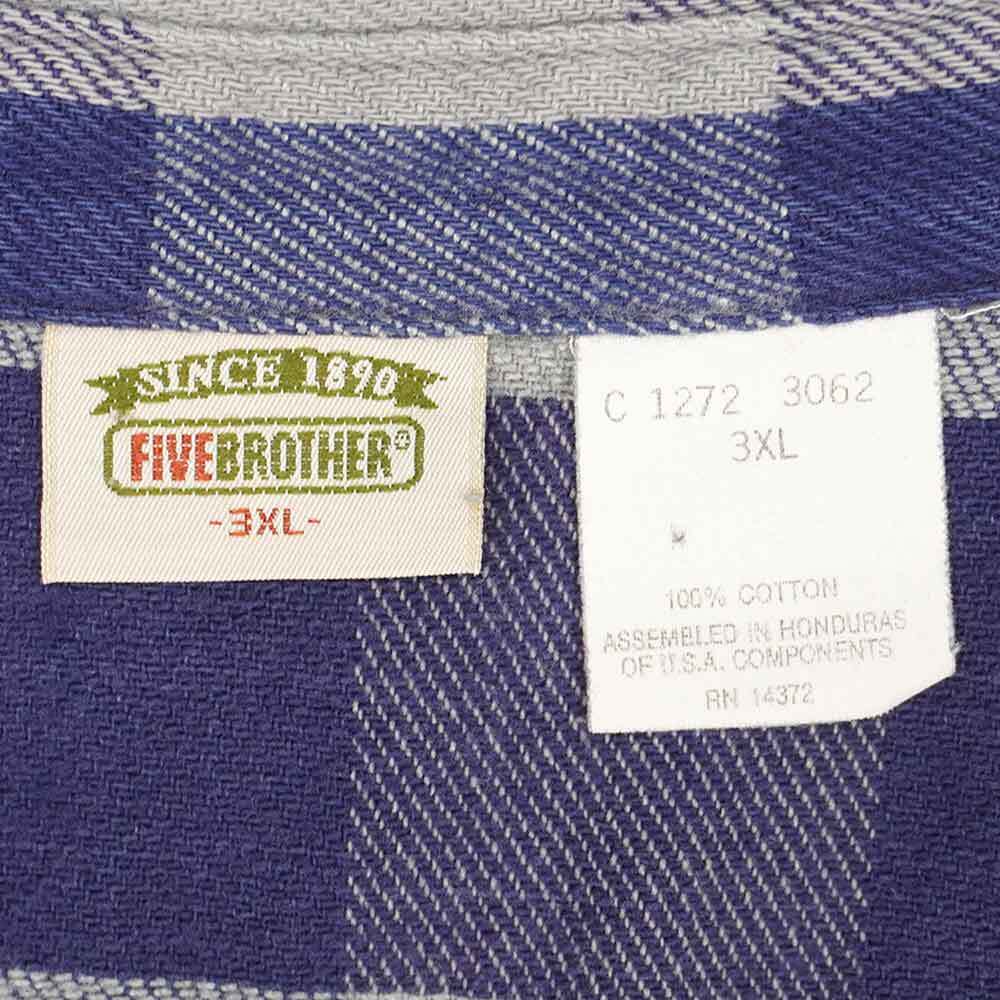 SINCE 1890
FIVEBROTHER
-3XL-
C 1272 3062
3XL
100% COTTON
ASSEMBLED IN HONDURAS
OF U.S.A. COMPONENTS
RN 14372